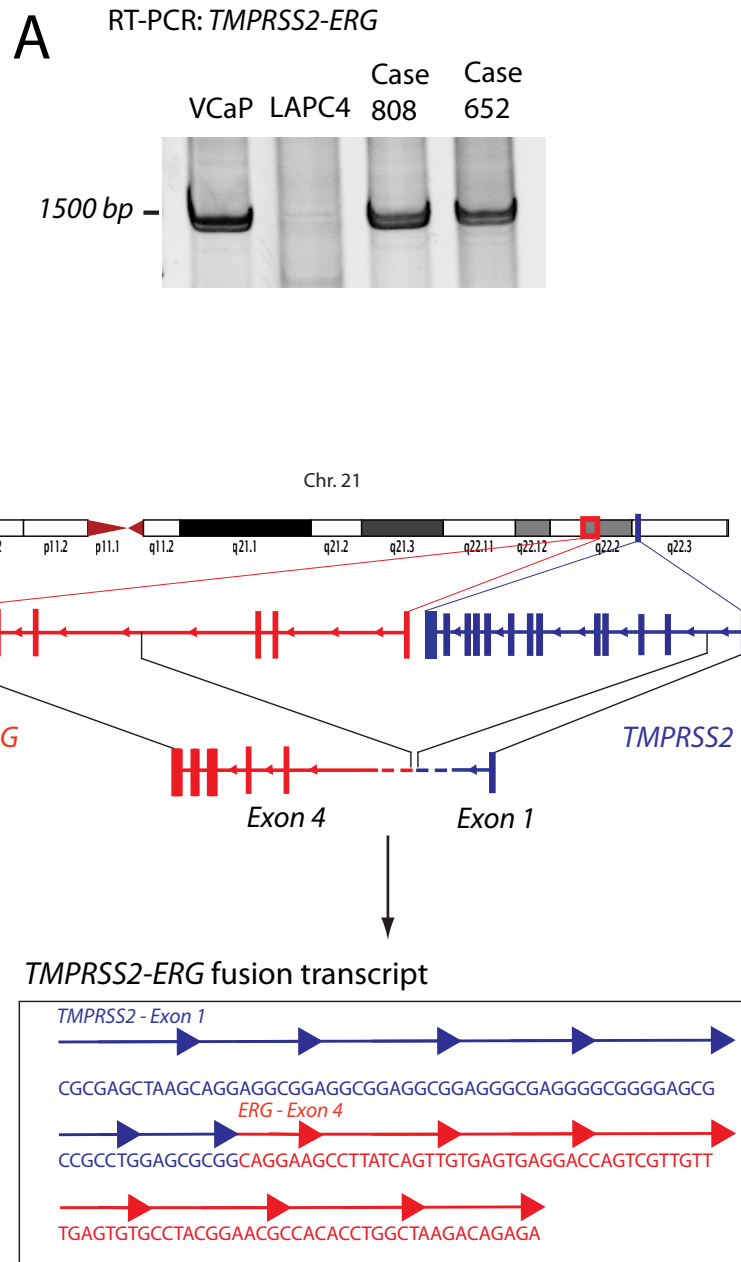 A
RT-PCR: TMPRSS2-ERG
VCaP LAPC4 Case 808 Case 652
1500 bp
Chr. 21
2 p11.2 p11.1 q11.2 q21.1 q21.2 q21.3 q22.11 q22.12 q22.2 q22.3
G TMPRSS2
Exon 4 Exon 1
TMPRSS2-ERG fusion transcript
TMPRSS2 - Exon 1
CGCGAGCTAAGCAGGAGGCGGAGGCGGAGGCGGAGGGCGAGGGGCGGGGAGCG
ERG - Exon 4
CCGCCTGGAGCGCGGCAGGAAGCCTTATCAGTTGTGAGTGAGGACCAGTCGTTGTT
TGAGTGTGCCTACGGAACGCCACACCTGGCTAAGACAGAGA